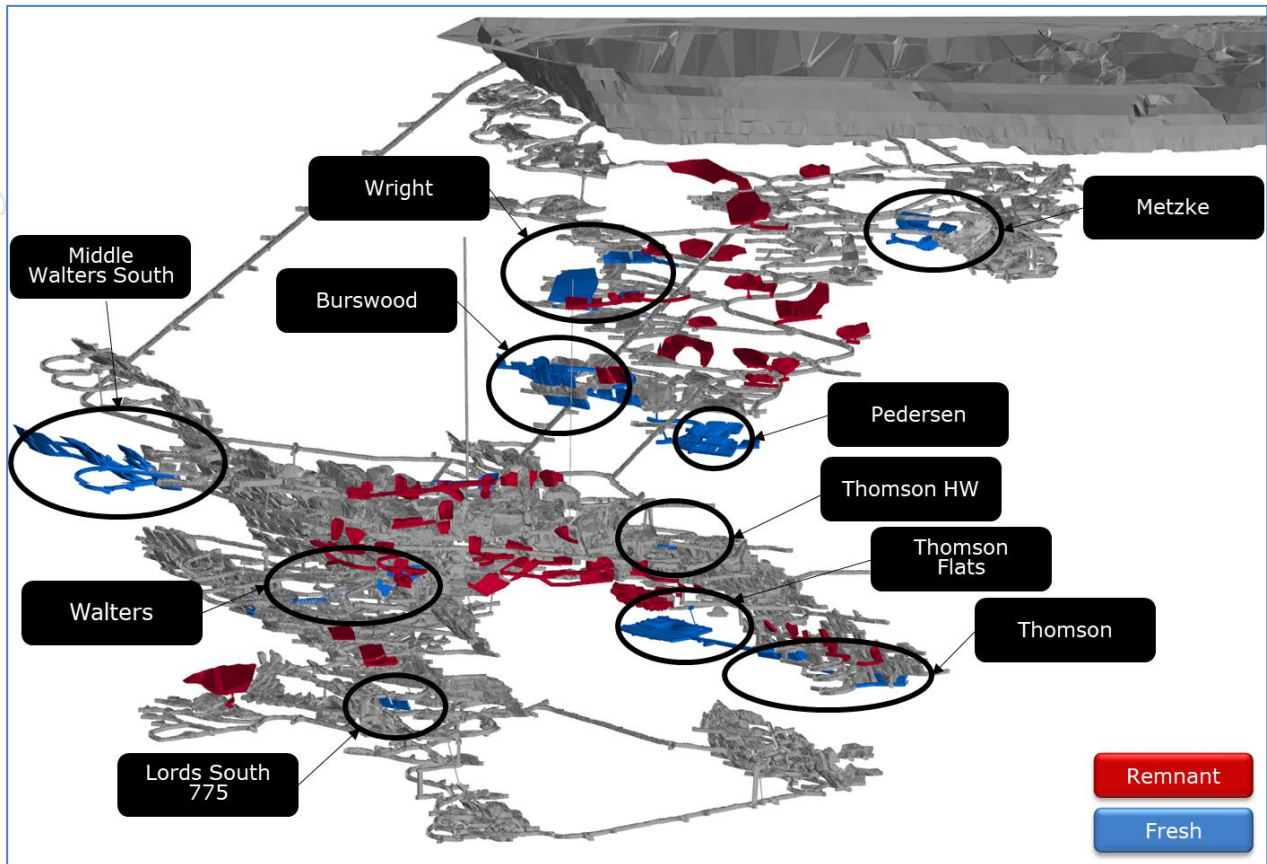 Wright
Metzke
Middle
Walters South
Burswood
Pedersen
Thomson HW
Thomson
Flats
Walters
Thomson
Lords South
775
Remnant
Fresh